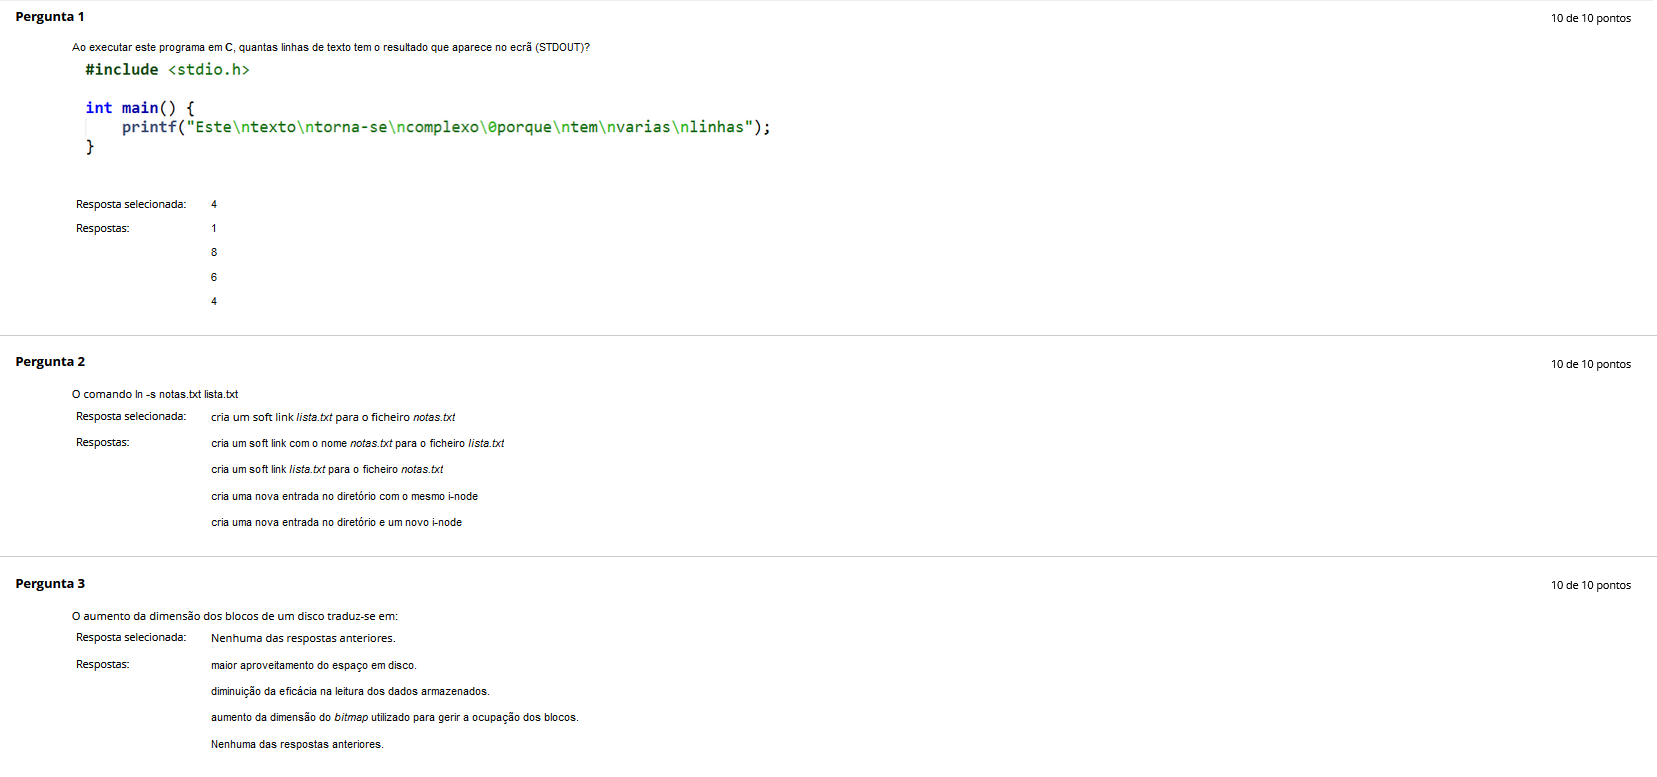 Pergunta 1 10 de 10 pontos
Ao executar este programa em C, quantas linhas de texto tem o resultado que aparece no ecrã (STDOUT)?
#include <stdio.h>
int main() {
printf("Este\ntexto\ntorna-se\ncomplexo\0porque\ntem\nvarias\nlinhas");
}
Resposta selecionada: 4
Respostas: 1
8
6
4
Pergunta 2 10 de 10 pontos
O comando ln -s notas.txt lista.txt
Resposta selecionada: cria um soft link lista.txt para o ficheiro notas.txt
Respostas: cria um soft link com o nome notas.txt para o ficheiro lista.txt
cria um soft link lista.txt para o ficheiro notas.txt
cria uma nova entrada no diretório com o mesmo i-node
cria uma nova entrada no diretório e um novo i-node
Pergunta 3 10 de 10 pontos
O aumento da dimensão dos blocos de um disco traduz-se em:
Resposta selecionada: Nenhuma das respostas anteriores.
Respostas: maior aproveitamento do espaço em disco.
diminuição da eficácia na leitura dos dados armazenados.
aumento da dimensão do bitmap utilizado para gerir a ocupação dos blocos.
Nenhuma das respostas anteriores.